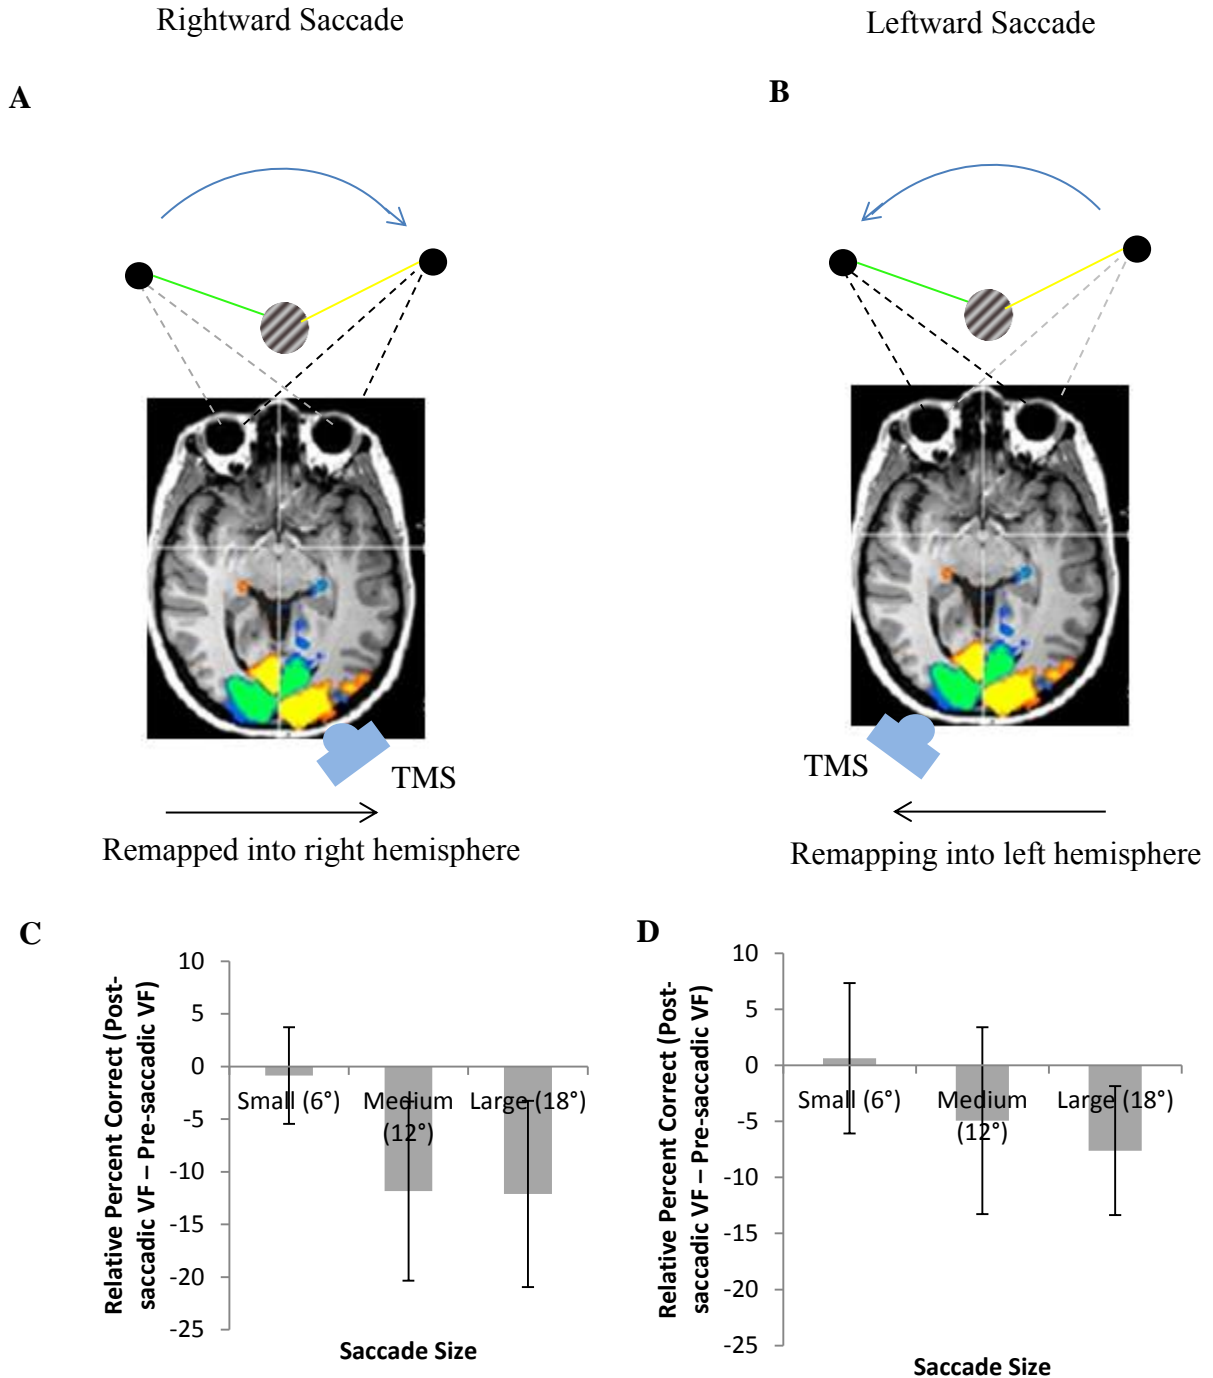 Rightward Saccade
Leftward Saccade
A
B
TMS
TMS
Remapped into right hemisphere
Remapping into left hemisphere
C
Relative Percent Correct (Post-
saccadic VF – Pre-saccadic VF)
10
5
0
-5
-10
-15
-20
-25
Small (6°)
Medium
(12°)
Large (18°)
Saccade Size
D
Relative Percent Correct (Post-
saccadic VF – Pre-saccadic VF)
10
5
0
-5
-10
-15
-20
-25
Small (6°)
Medium
(12°)
Large (18°)
Saccade Size